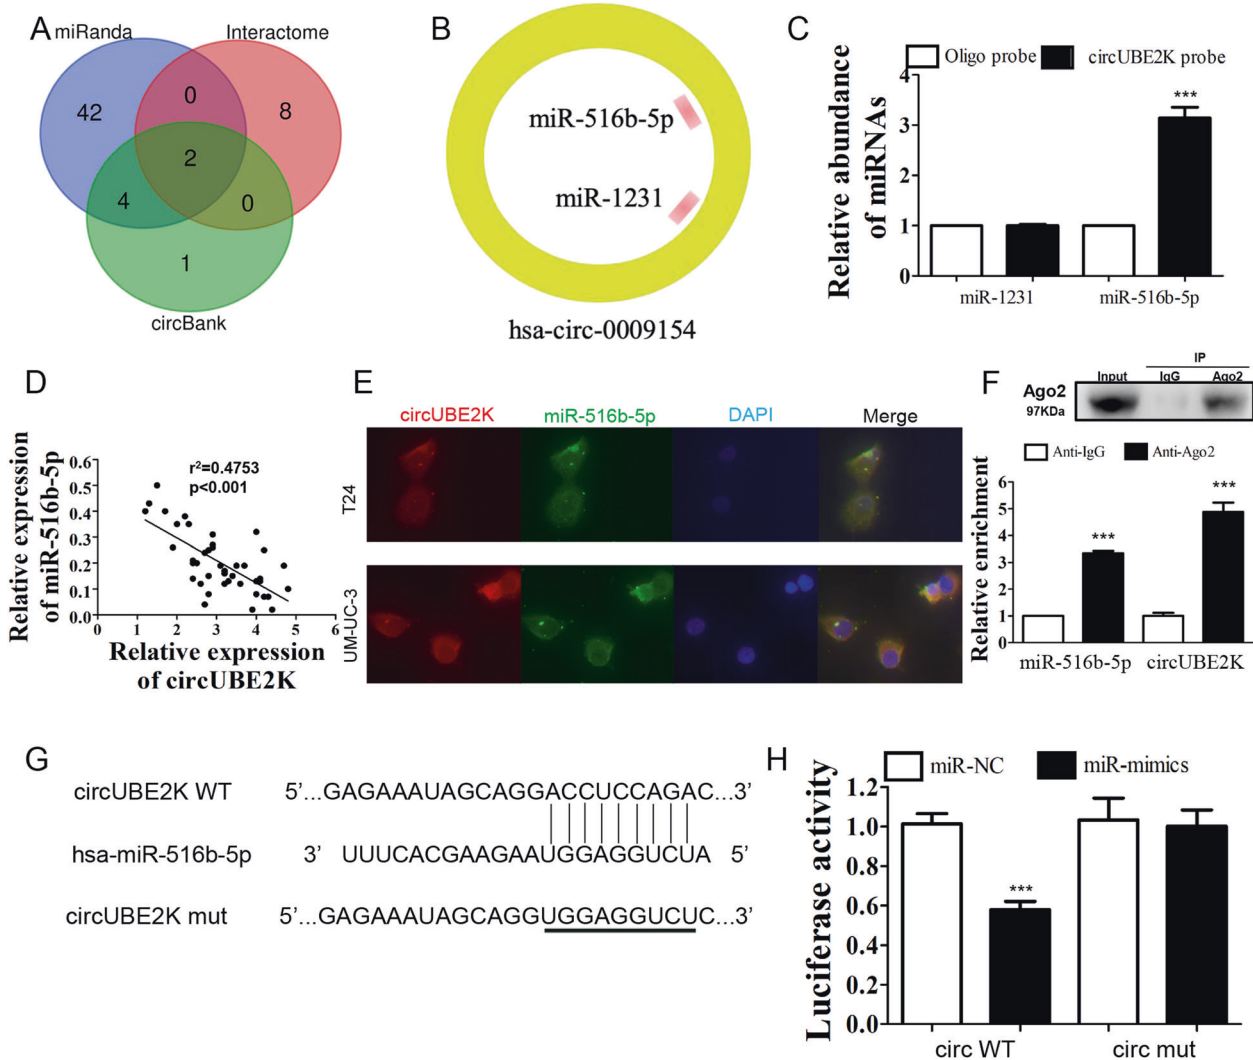 A
miRanda
Interactome
42
0
8
2
4
0
1
circBank
B
miR-516b-5p
miR-1231
hsa-circ-0009154
C
Oligo probe
circUBE2K probe
Relative abundance
of miRNAs
4
3
2
1
0
***
miR-1231
miR-516b-5p
D
Relative expression
of miR-516b-5p
0.6
0.5
0.4
0.3
0.2
0.1
0.0
r²=0.4753
p<0.001
0 1 2 3 4 5 6
Relative expression
of circUBE2K
E
circUBE2K
miR-516b-5p
DAPI
Merge
T24
UM-UC-3
F
IP
Input
IgG
Ago2
Ago2
97KDa
Anti-IgG
Anti-Ago2
Relative enrichment
6
5
4
3
2
1
0
***
***
miR-516b-5p
circUBE2K
G
circUBE2K WT 5’...GAGAAAUAGCAGGACCUCCAGAC...3’
hsa-miR-516b-5p 3’ UUUCACGAAGAAUGGAGGUCUA 5’
circUBE2K mut 5’...GAGAAAUAGCAGGUGGAGGUCUC...3’
H
miR-NC
miR-mimics
Luciferase activity
1.2
1.0
0.8
0.6
0.4
0.2
0.0
***
circ WT
circ mut